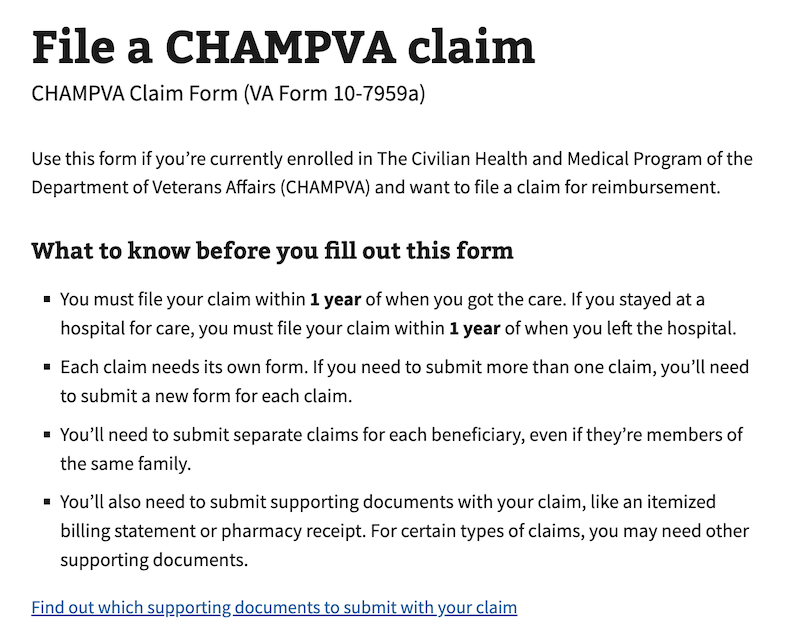 File a CHAMPVA claim
CHAMPVA Claim Form (VA Form 10-7959a)
Use this form if you’re currently enrolled in The Civilian Health and Medical Program of the
Department of Veterans Affairs (CHAMPVA) and want to file a claim for reimbursement.
What to know before you fill out this form
▪ You must file your claim within 1 year of when you got the care. If you stayed at a
hospital for care, you must file your claim within 1 year of when you left the hospital.
▪ Each claim needs its own form. If you need to submit more than one claim, you’ll need
to submit a new form for each claim.
▪ You’ll need to submit separate claims for each beneficiary, even if they’re members of
the same family.
▪ You’ll also need to submit supporting documents with your claim, like an itemized
billing statement or pharmacy receipt. For certain types of claims, you may need other
supporting documents.
Find out which supporting documents to submit with your claim